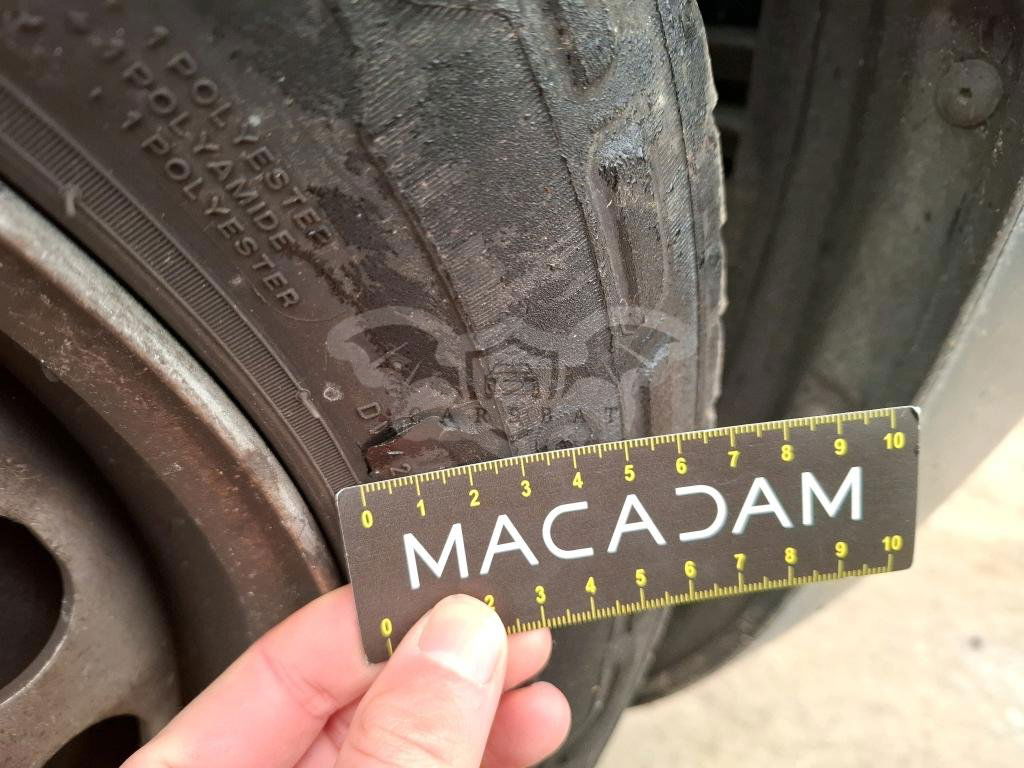 1 POLYESTER
1 POLYAMIDE
1 POLYESTER
CAROBAT
0 1 2 3 4 5 6 7 8 9 10
MACADAM
0 2 3 4 5 6 7 8 9 10